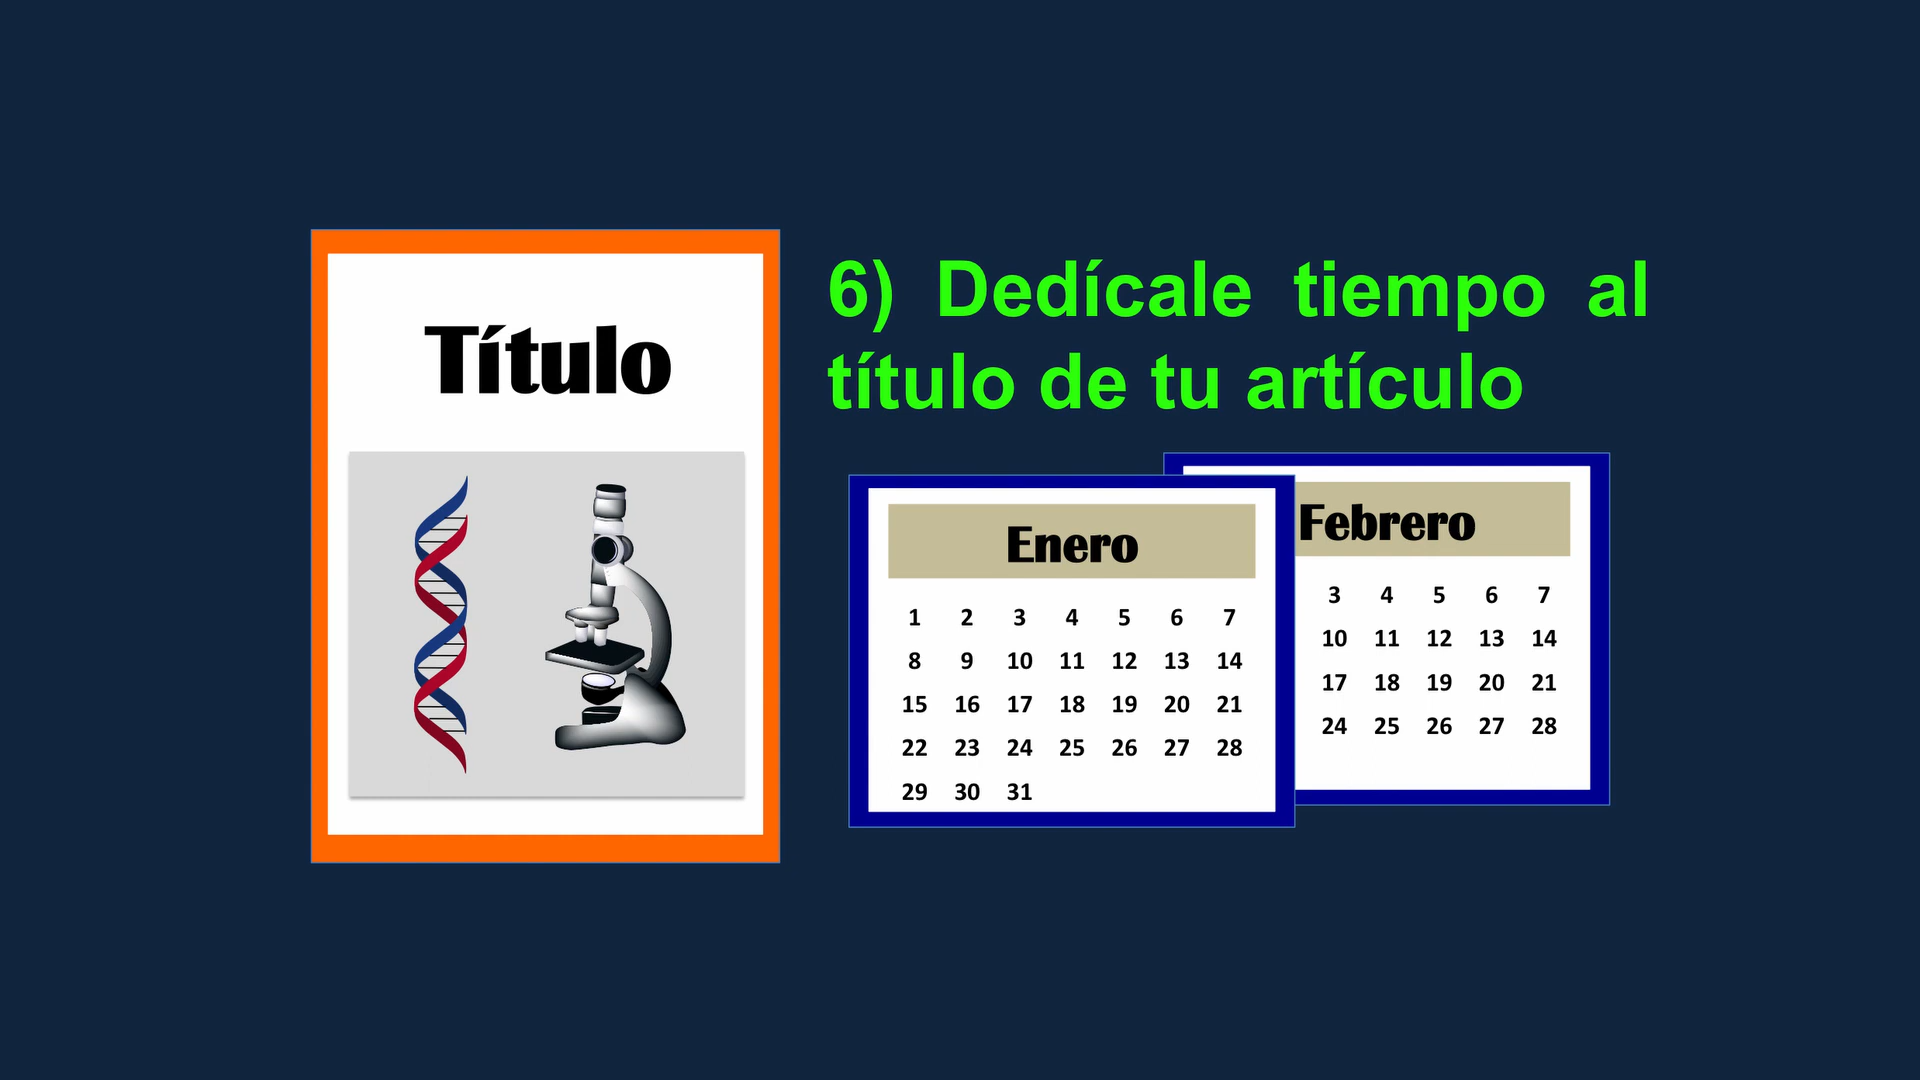 Título
6) Dedícale tiempo al
título de tu artículo
Enero
1 2 3 4 5 6 7
8 9 10 11 12 13 14
15 16 17 18 19 20 21
22 23 24 25 26 27 28
29 30 31
Febrero
3 4 5 6 7
10 11 12 13 14
17 18 19 20 21
24 25 26 27 28